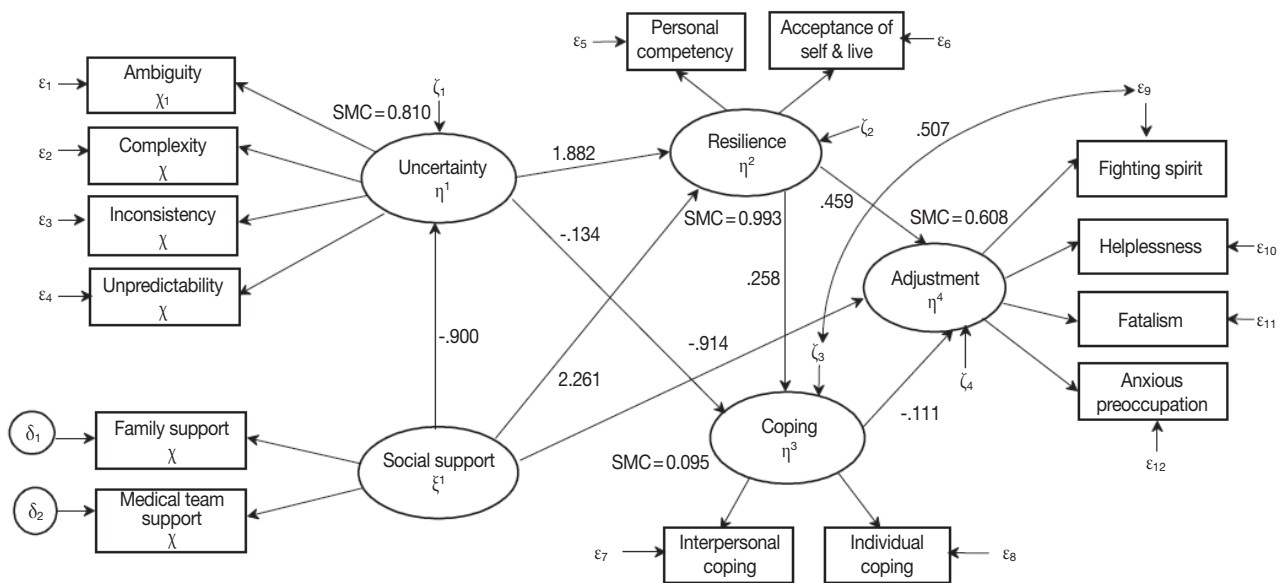 ε5
Personal
competency
Acceptance of
self & live
ε6
ε1
Ambiguity
χ1
ζ1
SMC=0.810
ε9
ε2
Complexity
χ
Uncertainty
η1
1.882
Resilience
η2
ζ2
.507
Fighting spirit
ε3
Inconsistency
χ
-.134
SMC=0.993
.459
SMC=0.608
Helplessness
ε10
ε4
Unpredictability
χ
.258
Adjustment
η4
Fatalism
ε11
-.900
2.261
-.914
ζ3
ζ4
Anxious
preoccupation
-.111
δ1
Family support
χ
Social support
ξ1
Coping
η3
SMC=0.095
ε12
δ2
Medical team
support
χ
ε7
Interpersonal
coping
Individual
coping
ε8